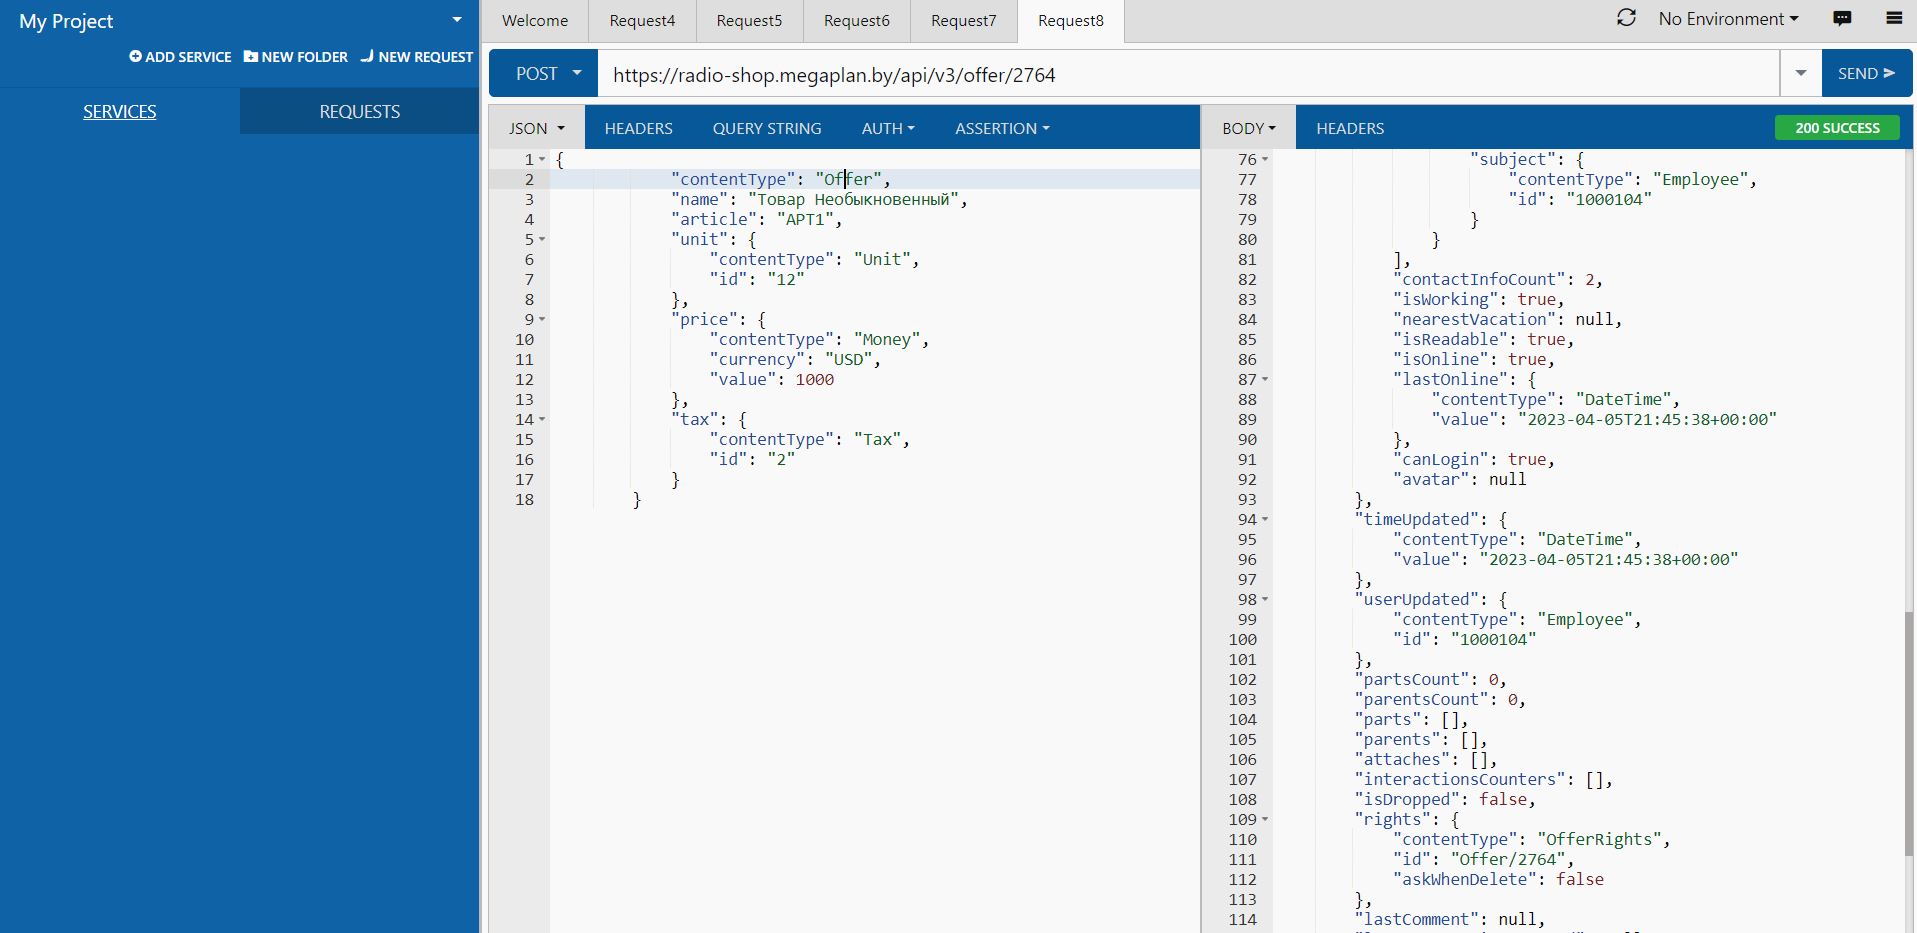 My Project
ADD SERVICE NEW FOLDER NEW REQUEST
SERVICES REQUESTS
Welcome Request4 Request5 Request6 Request7 Request8
No Environment
POST https://radio-shop.megaplan.by/api/v3/offer/2764 SEND
JSON HEADERS QUERY STRING AUTH ASSERTION
1 {
2 "contentType": "Offer",
3 "name": "Товар Необыкновенный",
4 "article": "АРТ1",
5 "unit": {
6 "contentType": "Unit",
7 "id": "12"
8 },
9 "price": {
10 "contentType": "Money",
11 "currency": "USD",
12 "value": 1000
13 },
14 "tax": {
15 "contentType": "Tax",
16 "id": "2"
17 }
18 }
BODY HEADERS 200 SUCCESS
76 "subject": {
77 "contentType": "Employee",
78 "id": "1000104"
79 }
80 }
81 ],
82 "contactInfoCount": 2,
83 "isWorking": true,
84 "nearestVacation": null,
85 "isReadable": true,
86 "isOnline": true,
87 "lastOnline": {
88 "contentType": "DateTime",
89 "value": "2023-04-05T21:45:38+00:00"
90 },
91 "canLogin": true,
92 "avatar": null
93 },
94 "timeUpdated": {
95 "contentType": "DateTime",
96 "value": "2023-04-05T21:45:38+00:00"
97 },
98 "userUpdated": {
99 "contentType": "Employee",
100 "id": "1000104"
101 },
102 "partsCount": 0,
103 "parentsCount": 0,
104 "parts": [],
105 "parents": [],
106 "attaches": [],
107 "interactionsCounters": [],
108 "isDropped": false,
109 "rights": {
110 "contentType": "OfferRights",
111 "id": "Offer/2764",
112 "askWhenDelete": false
113 },
114 "lastComment": null,